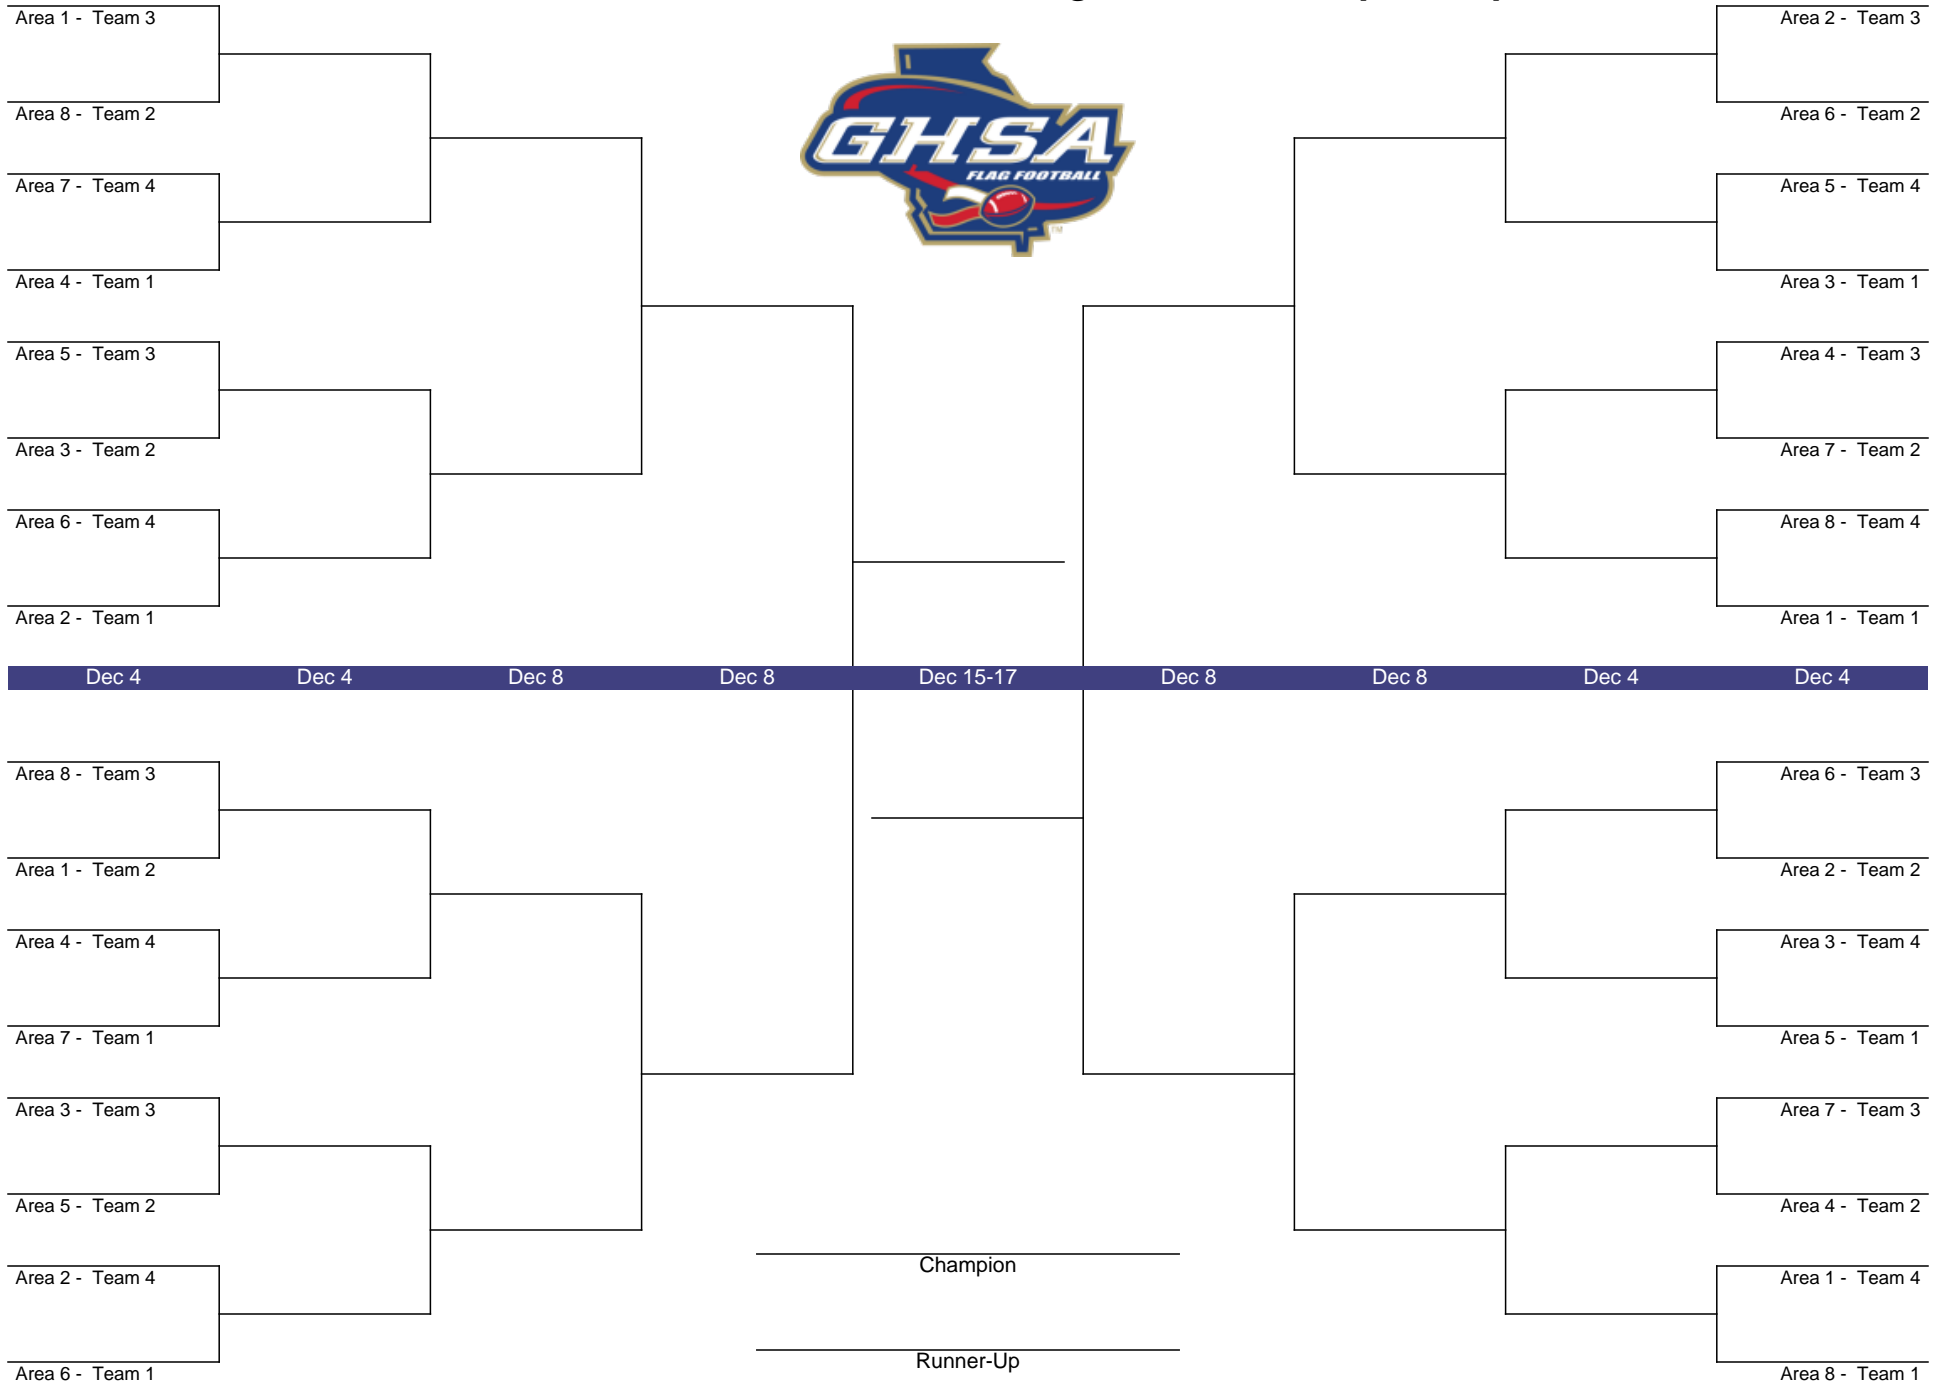 Area 1 - Team 3
Area 8 - Team 2
Area 7 - Team 4
Area 4 - Team 1
Area 5 - Team 3
Area 3 - Team 2
Area 6 - Team 4
Area 2 - Team 1
GHSA
FLAG FOOTBALL
TM
Area 2 - Team 3
Area 6 - Team 2
Area 5 - Team 4
Area 3 - Team 1
Area 4 - Team 3
Area 7 - Team 2
Area 8 - Team 4
Area 1 - Team 1
Dec 4 Dec 4 Dec 8 Dec 8 Dec 15-17 Dec 8 Dec 8 Dec 4 Dec 4
Area 8 - Team 3
Area 1 - Team 2
Area 4 - Team 4
Area 7 - Team 1
Area 3 - Team 3
Area 5 - Team 2
Area 2 - Team 4
Area 6 - Team 1
Champion
Runner-Up
Area 6 - Team 3
Area 2 - Team 2
Area 3 - Team 4
Area 5 - Team 1
Area 7 - Team 3
Area 4 - Team 2
Area 1 - Team 4
Area 8 - Team 1